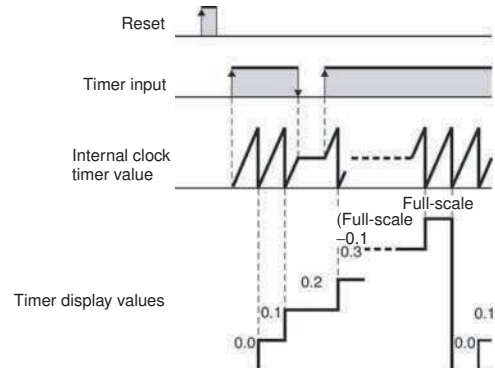 Reset
Timer input
Internal clock
timer value
Full-scale
(Full-scale
–0.1
0.3
0.2
Timer display values
0.1
0.1
0.0
0.0